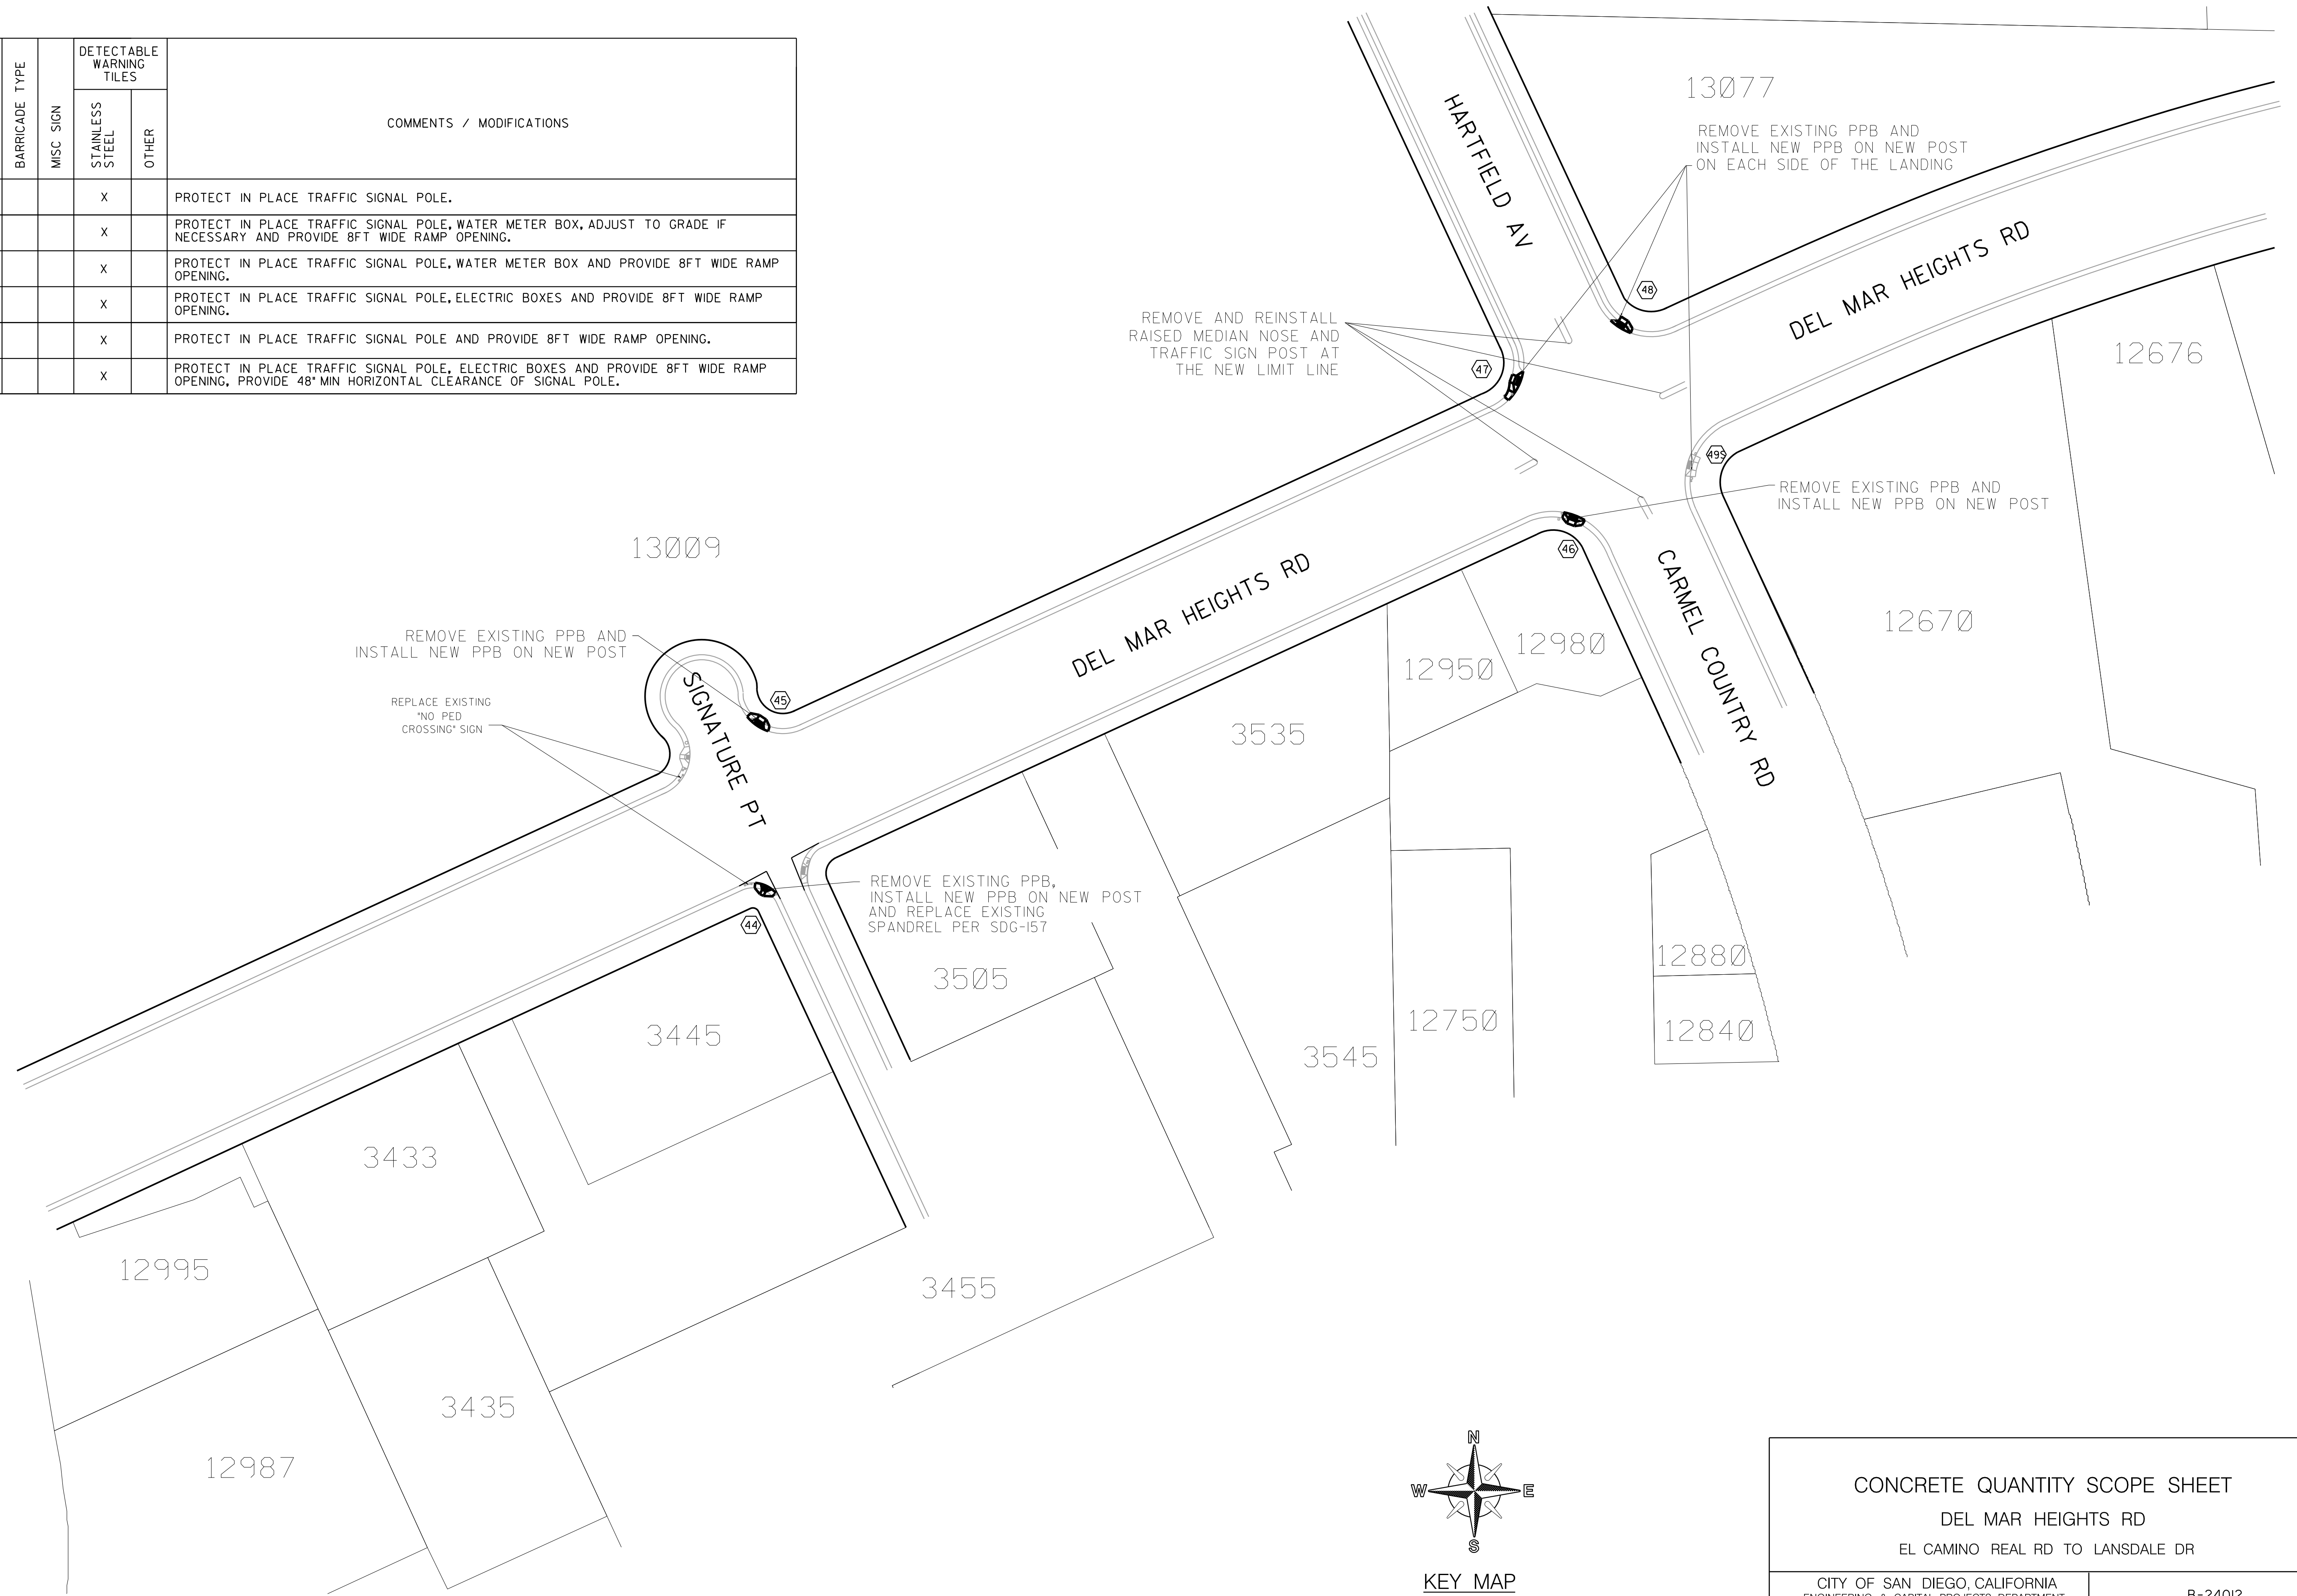 BARRICADE TYPE
MISC SIGN
DETECTABLE
WARNING
TILES
STAINLESS
STEEL
OTHER
COMMENTS / MODIFICATIONS
X PROTECT IN PLACE TRAFFIC SIGNAL POLE.
X PROTECT IN PLACE TRAFFIC SIGNAL POLE, WATER METER BOX, ADJUST TO GRADE IF
NECESSARY AND PROVIDE 8FT WIDE RAMP OPENING.
X PROTECT IN PLACE TRAFFIC SIGNAL POLE, WATER METER BOX AND PROVIDE 8FT WIDE RAMP
OPENING.
X PROTECT IN PLACE TRAFFIC SIGNAL POLE, ELECTRIC BOXES AND PROVIDE 8FT WIDE RAMP
OPENING.
X PROTECT IN PLACE TRAFFIC SIGNAL POLE AND PROVIDE 8FT WIDE RAMP OPENING.
X PROTECT IN PLACE TRAFFIC SIGNAL POLE, ELECTRIC BOXES AND PROVIDE 8FT WIDE RAMP
OPENING, PROVIDE 48" MIN HORIZONTAL CLEARANCE OF SIGNAL POLE.
13077
REMOVE EXISTING PPB AND
INSTALL NEW PPB ON NEW POST
ON EACH SIDE OF THE LANDING
HARTFIELD AV
DEL MAR HEIGHTS RD
48
REMOVE AND REINSTALL
RAISED MEDIAN NOSE AND
TRAFFIC SIGN POST AT
THE NEW LIMIT LINE
47
12676
49S
REMOVE EXISTING PPB AND
INSTALL NEW PPB ON NEW POST
46
13009
DEL MAR HEIGHTS RD
CARMEL COUNTRY RD
12670
12980
12950
REMOVE EXISTING PPB AND
INSTALL NEW PPB ON NEW POST
45
REPLACE EXISTING
"NO PED
CROSSING" SIGN
SIGNATURE PT
3535
REMOVE EXISTING PPB,
INSTALL NEW PPB ON NEW POST
AND REPLACE EXISTING
SPANDREL PER SDG-157
44
3505
12880
3445
12750
12840
3545
3433
12995
3455
3435
12987
N
W
E
S
KEY MAP
CONCRETE QUANTITY SCOPE SHEET
DEL MAR HEIGHTS RD
EL CAMINO REAL RD TO LANSDALE DR
CITY OF SAN DIEGO, CALIFORNIA
ENGINEERING & CAPITAL PROJECTS DEPARTMENT
B-24012